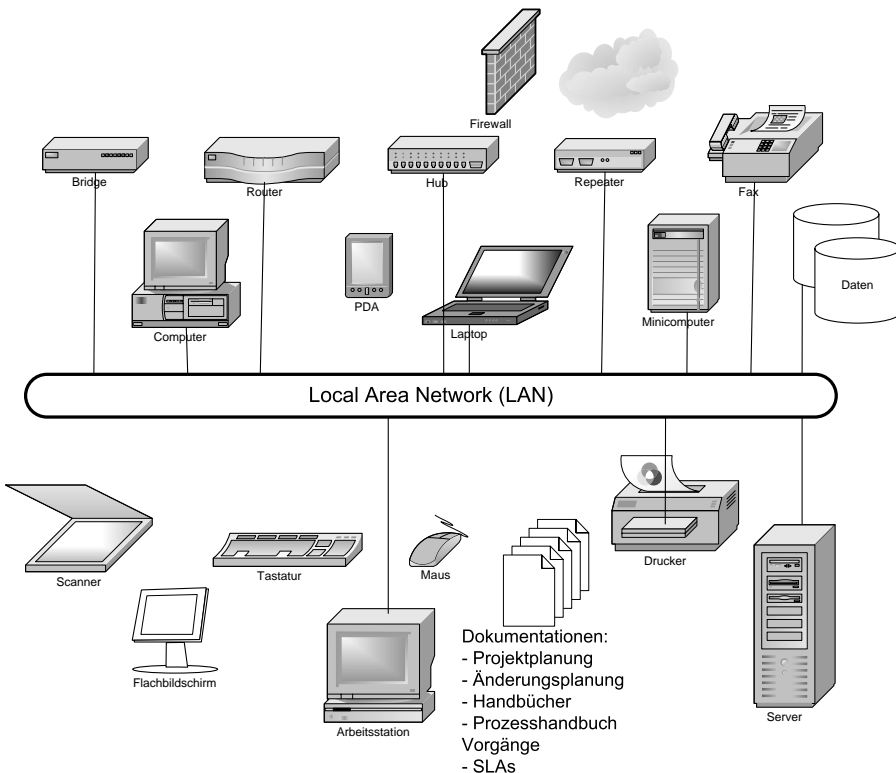 Firewall
Bridge
Router
Hub
Repeater
Fax
Daten
Computer
PDA
Laptop
Minicomputer
Local Area Network (LAN)
Scanner
Tastatur
Maus
Drucker
Flachbildschirm
Arbeitsstation
Dokumentationen:
- Projektplanung
- Änderungsplanung
- Handbücher
- Prozesshandbuch
Vorgänge
- SLAs
Server